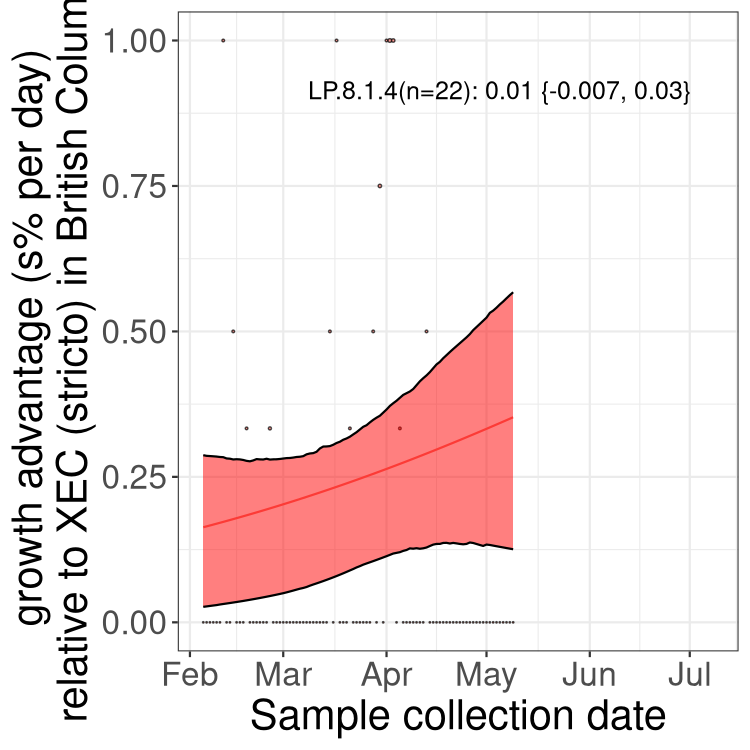 growth advantage (s% per day)
relative to XEC (stricto) in British Colum
1.00
0.75
0.50
0.25
0.00
LP.8.1.4(n=22): 0.01 {-0.007, 0.03}
Feb Mar Apr May Jun Jul
Sample collection date